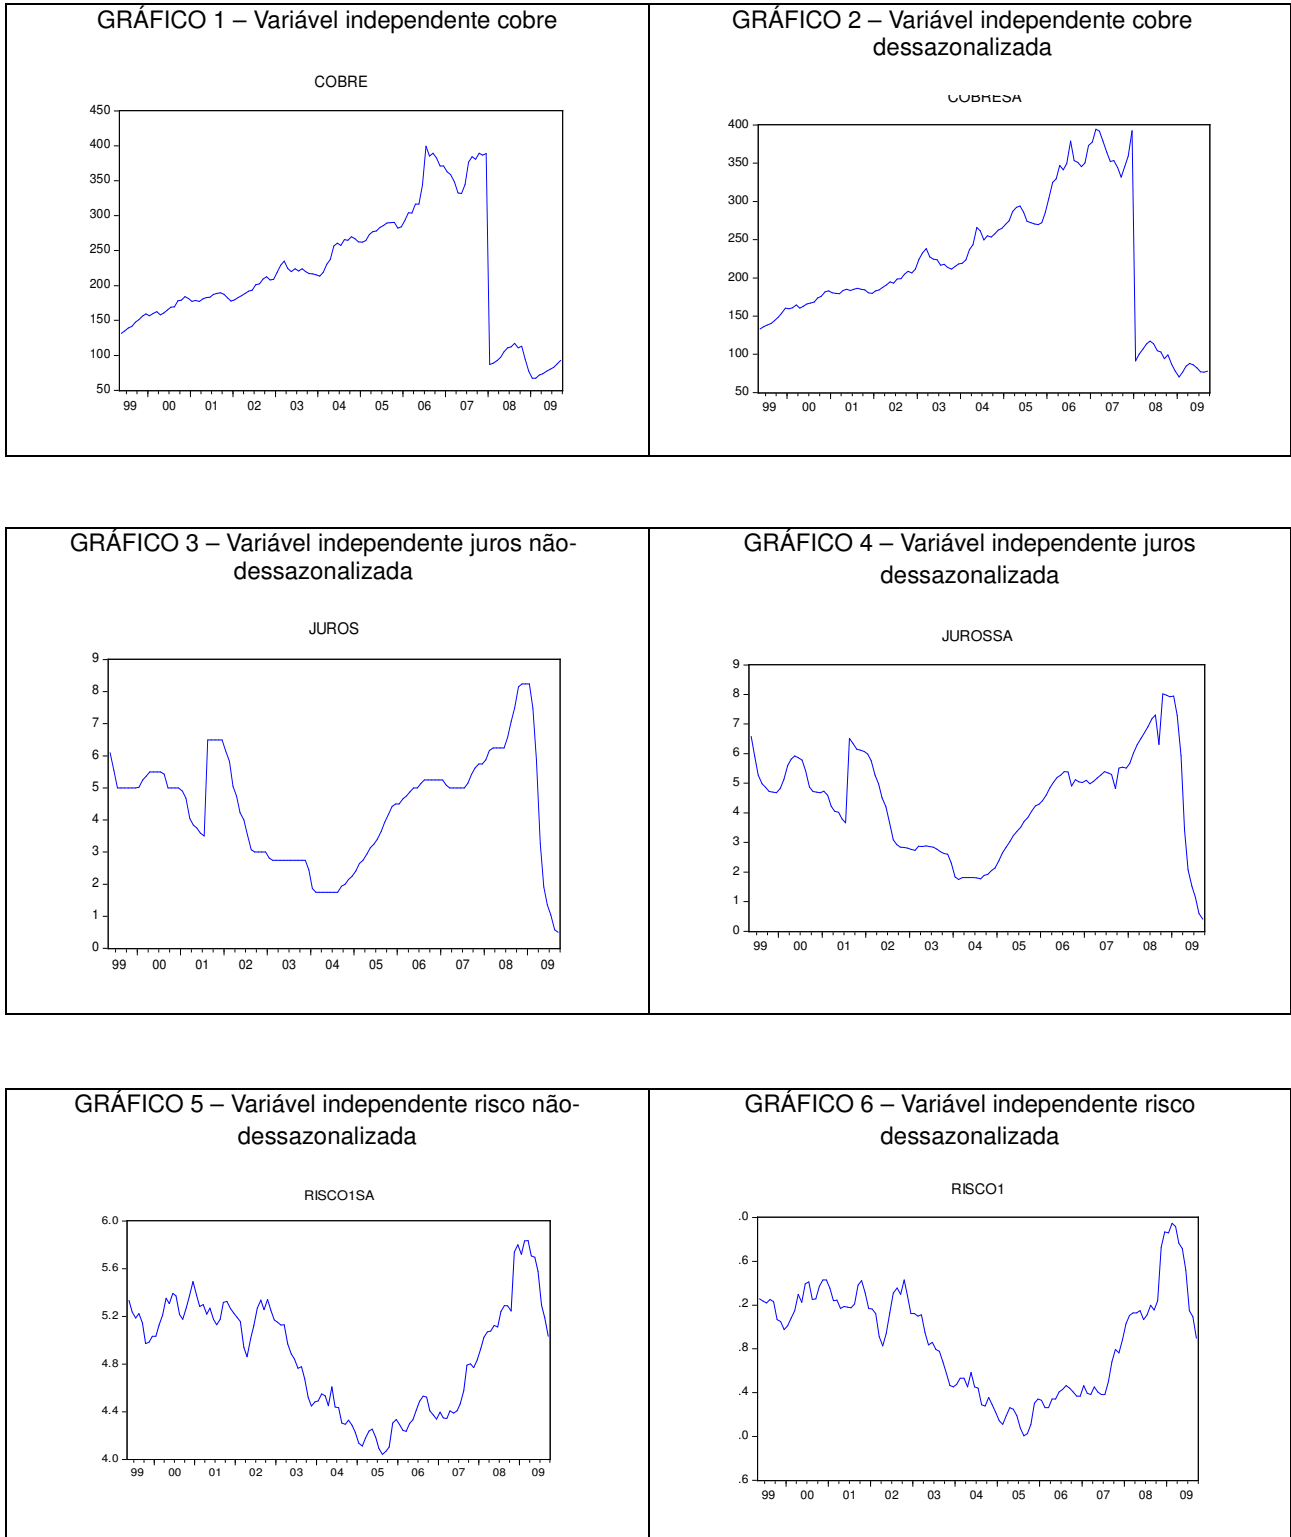 GRÁFICO 1 – Variável independente cobre
COBRE
450
400
350
300
250
200
150
100
50
99 00 01 02 03 04 05 06 07 08 09
GRÁFICO 2 – Variável independente cobre
dessazonalizada
COBRESA
400
350
300
250
200
150
100
50
99 00 01 02 03 04 05 06 07 08 09
GRÁFICO 3 – Variável independente juros não-
dessazonalizada
JUROS
9
8
7
6
5
4
3
2
1
0
99 00 01 02 03 04 05 06 07 08 09
GRÁFICO 4 – Variável independente juros
dessazonalizada
JUROSSA
9
8
7
6
5
4
3
2
1
0
99 00 01 02 03 04 05 06 07 08 09
GRÁFICO 5 – Variável independente risco não-
dessazonalizada
RISCO1SA
6.0
5.6
5.2
4.8
4.4
4.0
99 00 01 02 03 04 05 06 07 08 09
GRÁFICO 6 – Variável independente risco
dessazonalizada
RISCO1
.0
.6
.2
.8
.4
.0
.6
99 00 01 02 03 04 05 06 07 08 09